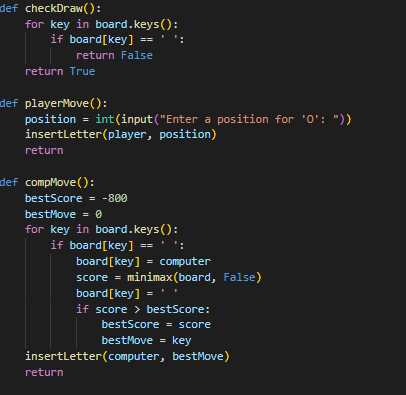 def checkDraw():
    for key in board.keys():
        if board[key] == ' ':
            return False
    return True

def playerMove():
    position = int(input("Enter a position for 'O': "))
    insertLetter(player, position)
    return

def compMove():
    bestScore = -800
    bestMove = 0
    for key in board.keys():
        if board[key] == ' ':
            board[key] = computer
            score = minimax(board, False)
            board[key] = ' '
            if score > bestScore:
                bestScore = score
                bestMove = key
    insertLetter(computer, bestMove)
    return